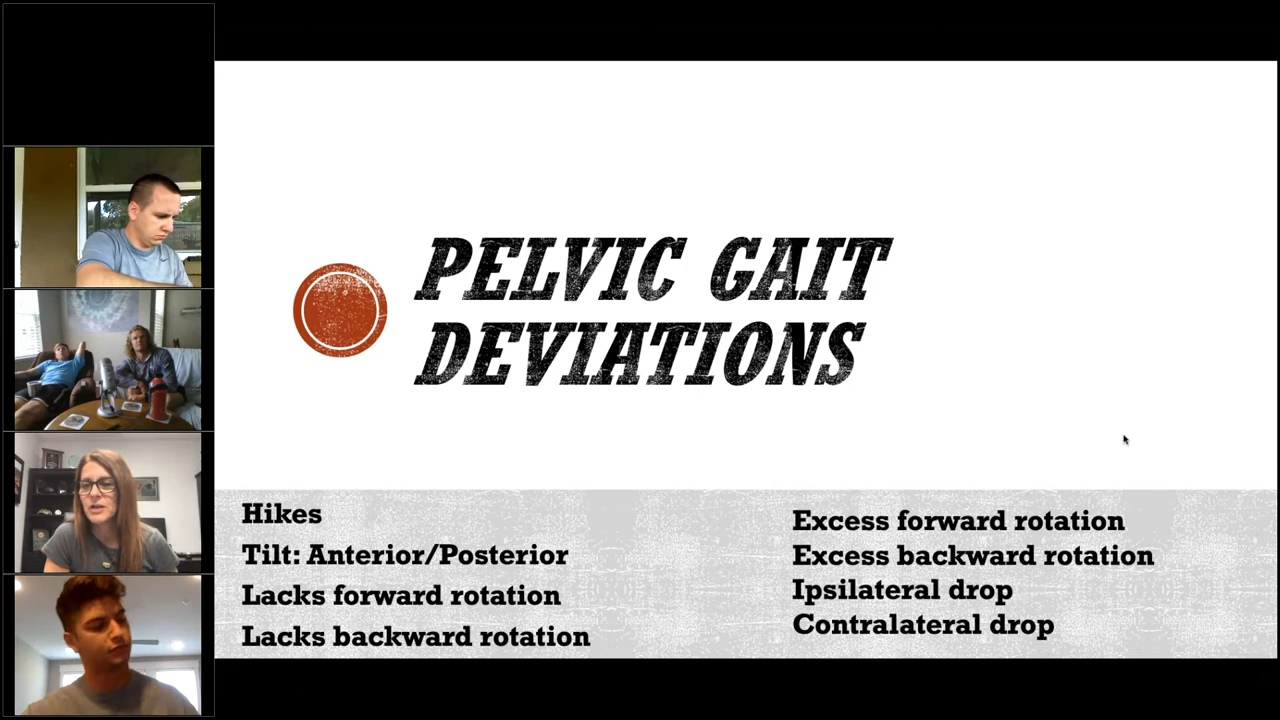 PELVIC GAIT
DEVIATIONS
Hikes
Tilt: Anterior/Posterior
Lacks forward rotation
Lacks backward rotation
Excess forward rotation
Excess backward rotation
Ipsilateral drop
Contralateral drop